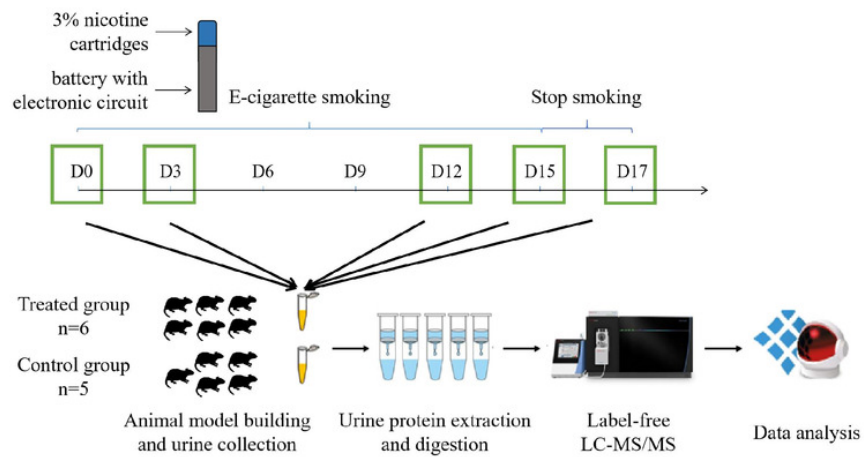 3% nicotine
cartridges
battery with
electronic circuit
E-cigarette smoking
Stop smoking
D0
D3
D6
D9
D12
D15
D17
Treated group
n=6
Control group
n=5
Animal model building
and urine collection
Urine protein extraction
and digestion
Label-free
LC-MS/MS
Data analysis